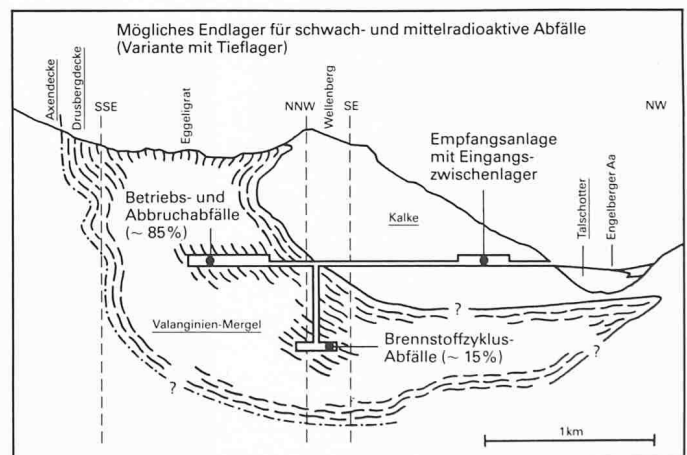 Mögliches Endlager für schwach- und mittelradioaktive Abfälle
(Variante mit Tieflager)
Axendecke
Drusbergdecke
SSE
Eggeligrat
NNW
Wellenberg
SE
NW
Empfangsanlage
mit Eingangs-
zwischenlager
Talschotter
Engelberger Aa
Betriebs- und
Abbruchabfälle
(~ 85%)
Kalke
?
Valanginien-Mergel
Brennstoffzyklus-
Abfälle (~ 15%)
?
?
1km